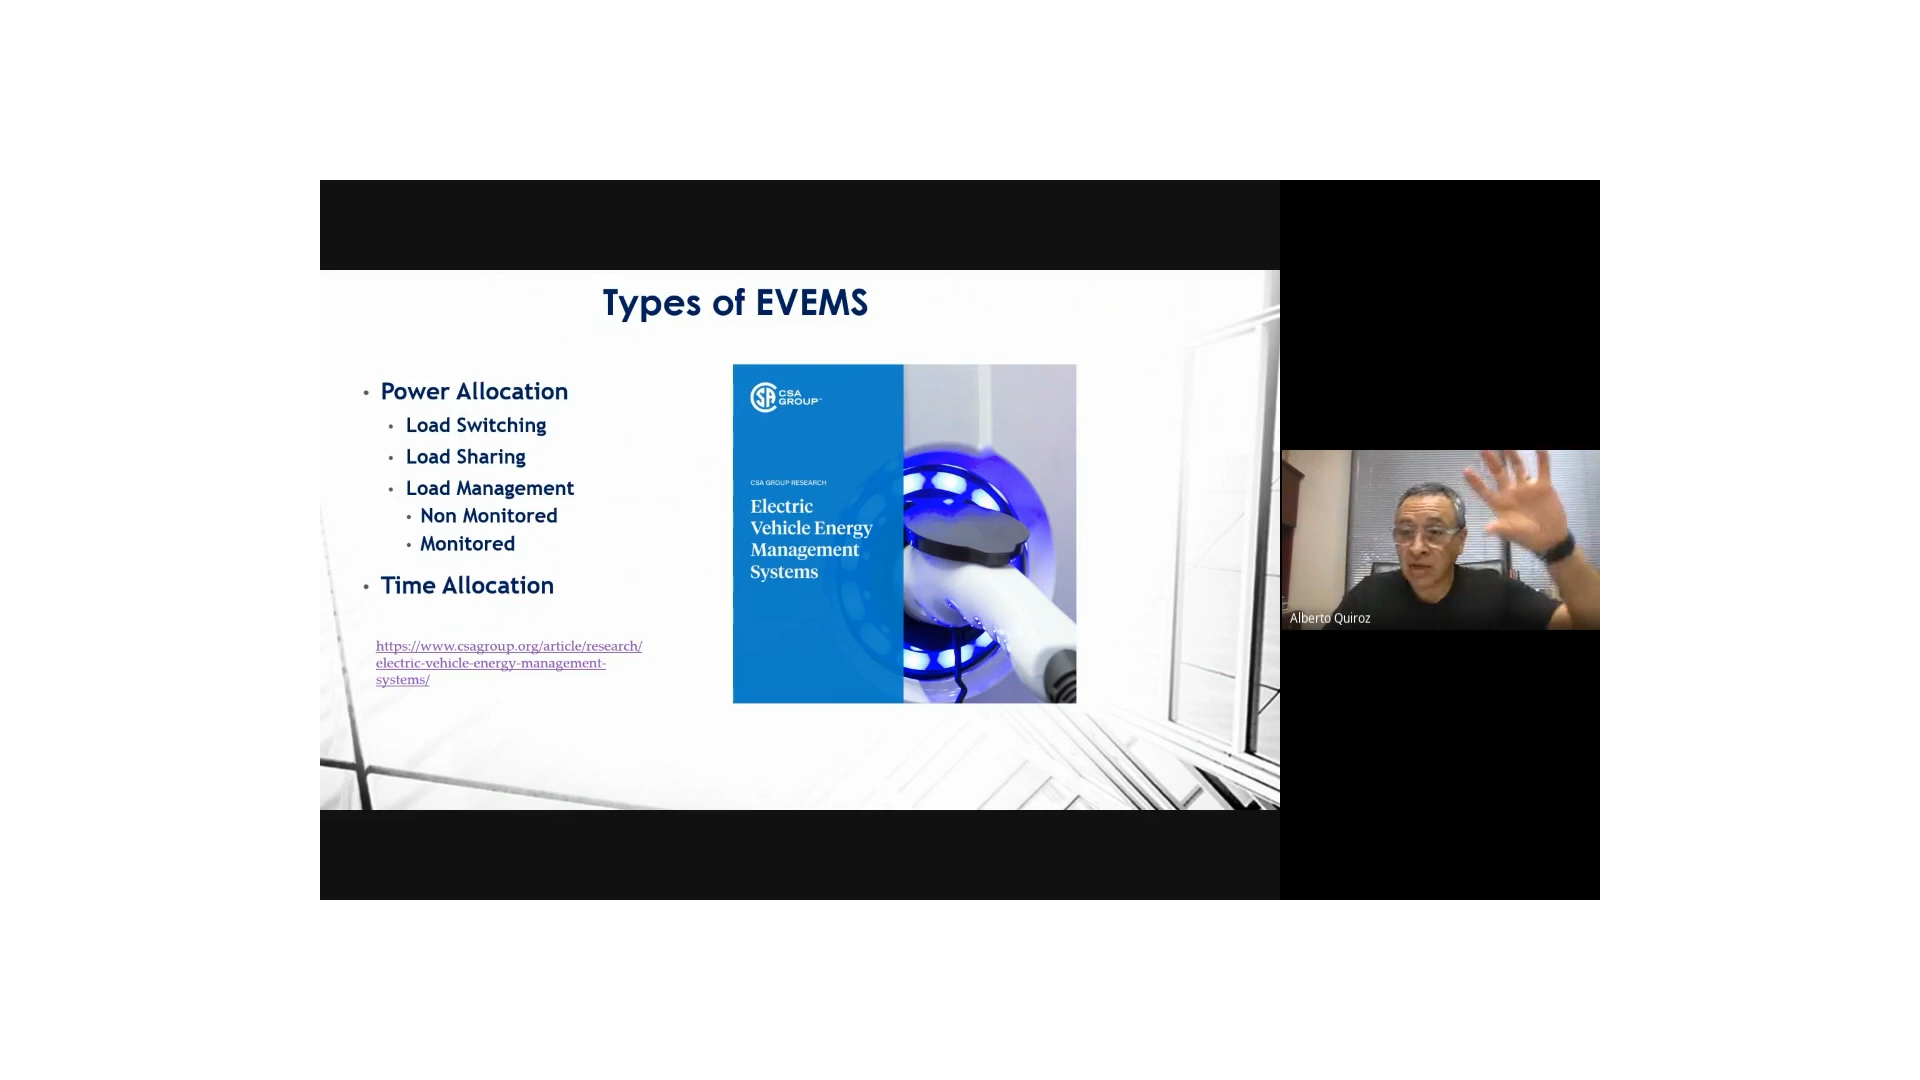 Types of EVEMS
• Power Allocation
• Load Switching
• Load Sharing
• Load Management
• Non Monitored
• Monitored
• Time Allocation
https://www.csagroup.org/article/research/
electric-vehicle-energy-management-
systems/
CSA
GROUP™
CSA GROUP RESEARCH
Electric
Vehicle Energy
Management
Systems
Alberto Quiroz